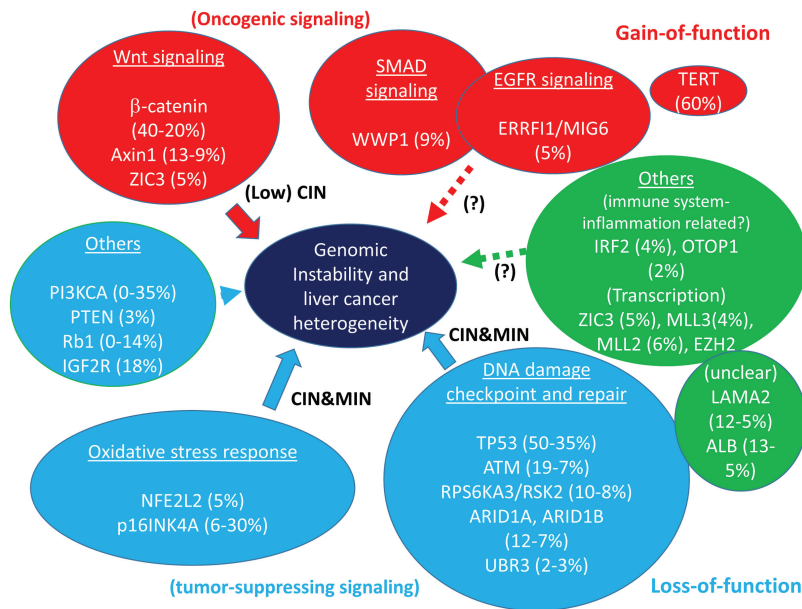 (Oncogenic signaling)
Gain-of-function
Wnt signaling
β-catenin
(40-20%)
Axin1 (13-9%)
ZIC3 (5%)
SMAD
signaling
WWP1 (9%)
EGFR signaling
ERRFI1/MIG6
(5%)
TERT
(60%)
(Low) CIN
(?)
Others
(immune system-
inflammation related?)
IRF2 (4%), OTOP1
(2%)
(Transcription)
ZIC3 (5%), MLL3(4%),
MLL2 (6%), EZH2
(?)
Others
PI3KCA (0-35%)
PTEN (3%)
Rb1 (0-14%)
IGF2R (18%)
Genomic
Instability and
liver cancer
heterogeneity
CIN&MIN
CIN&MIN
(unclear)
LAMA2
(12-5%)
ALB (13-
5%)
DNA damage
checkpoint and repair
TP53 (50-35%)
ATM (19-7%)
RPS6KA3/RSK2 (10-8%)
ARID1A, ARID1B
(12-7%)
UBR3 (2-3%)
Oxidative stress response
NFE2L2 (5%)
p16INK4A (6-30%)
(tumor-suppressing signaling)
Loss-of-function